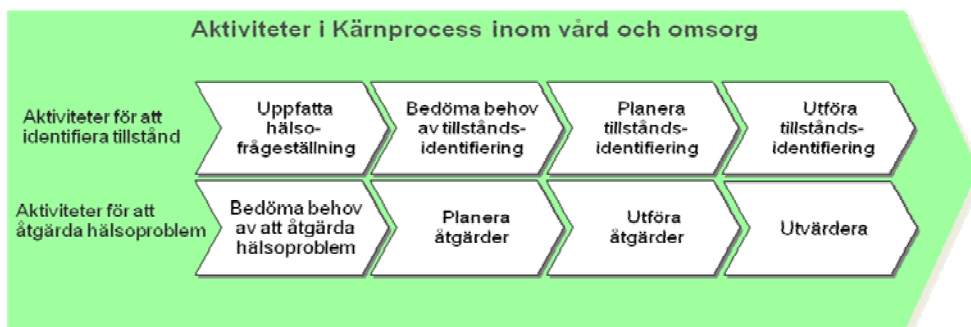 Aktiviteter i Kärnprocess inom vård och omsorg
Aktiviteter för att
identifiera tillstånd
Uppfatta
hälso-
frågeställning
Bedöma behov
av tillstånds-
identifiering
Planera
tillstånds-
identifiering
Utföra
tillstånds-
identifiering
Aktiviteter för att
åtgärda hälsoproblem
Bedöma behov
av att åtgärda
hälsoproblem
Planera
åtgärder
Utföra
åtgärder
Utvärdera